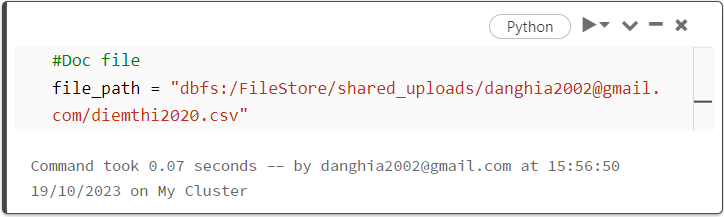 Python
#Doc file
file_path = "dbfs:/FileStore/shared_uploads/danghia2002@gmail.
com/diemthi2020.csv"
Command took 0.07 seconds -- by danghia2002@gmail.com at 15:56:50
19/10/2023 on My Cluster